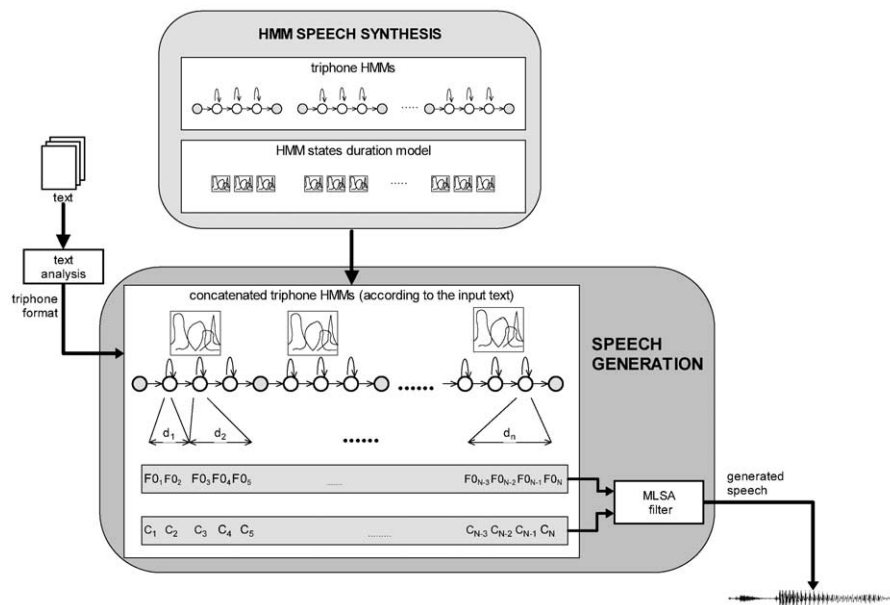 HMM SPEECH SYNTHESIS
triphone HMMs
.....
HMM states duration model
.....
text
text
analysis
triphone
format
concatenated triphone HMMs (according to the input text)
SPEECH
GENERATION
......
d₁ d₂ dₙ
......
F0₁ F0₂ F0₃ F0₄ F0₅ ...... F0N-3 F0N-2 F0N-1 F0N
C₁ C₂ C₃ C₄ C₅ ......... CN-3 CN-2 CN-1 CN
MLSA
filter
generated
speech